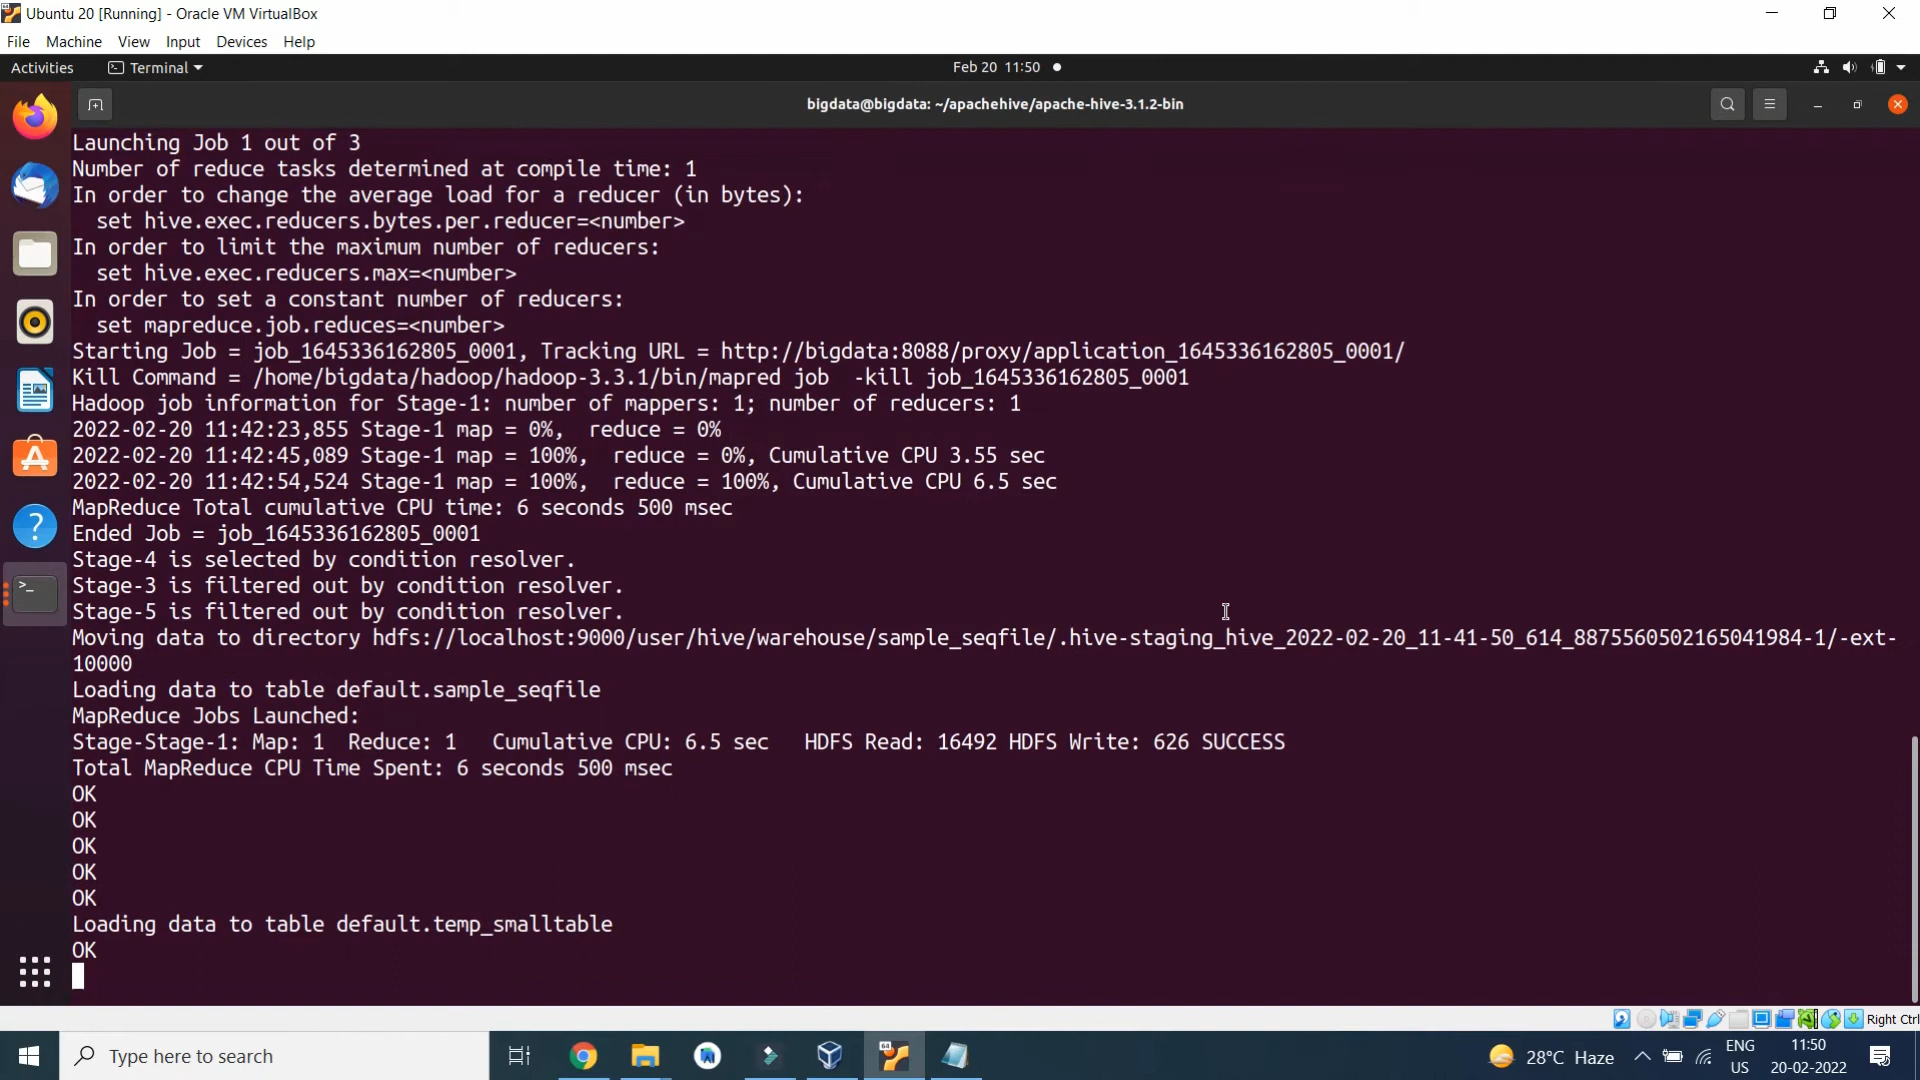 Ubuntu 20 [Running] - Oracle VM VirtualBox
File Machine View Input Devices Help
Activities Terminal Feb 20 11:50
bigdata@bigdata: ~/apachehive/apache-hive-3.1.2-bin
Launching Job 1 out of 3
Number of reduce tasks determined at compile time: 1
In order to change the average load for a reducer (in bytes):
  set hive.exec.reducers.bytes.per.reducer=<number>
In order to limit the maximum number of reducers:
  set hive.exec.reducers.max=<number>
In order to set a constant number of reducers:
  set mapreduce.job.reduces=<number>
Starting Job = job_1645336162805_0001, Tracking URL = http://bigdata:8088/proxy/application_1645336162805_0001/
Kill Command = /home/bigdata/hadoop/hadoop-3.3.1/bin/mapred job  -kill job_1645336162805_0001
Hadoop job information for Stage-1: number of mappers: 1; number of reducers: 1
2022-02-20 11:42:23,855 Stage-1 map = 0%,  reduce = 0%
2022-02-20 11:42:45,089 Stage-1 map = 100%,  reduce = 0%, Cumulative CPU 3.55 sec
2022-02-20 11:42:54,524 Stage-1 map = 100%,  reduce = 100%, Cumulative CPU 6.5 sec
MapReduce Total cumulative CPU time: 6 seconds 500 msec
Ended Job = job_1645336162805_0001
Stage-4 is selected by condition resolver.
Stage-3 is filtered out by condition resolver.
Stage-5 is filtered out by condition resolver.
Moving data to directory hdfs://localhost:9000/user/hive/warehouse/sample_seqfile/.hive-staging_hive_2022-02-20_11-41-50_614_8875560502165041984-1/-ext-
10000
Loading data to table default.sample_seqfile
MapReduce Jobs Launched:
Stage-Stage-1: Map: 1  Reduce: 1   Cumulative CPU: 6.5 sec   HDFS Read: 16492 HDFS Write: 626 SUCCESS
Total MapReduce CPU Time Spent: 6 seconds 500 msec
OK
OK
OK
OK
OK
Loading data to table default.temp_smalltable
OK
Right Ctrl
Type here to search
64
28°C Haze
ENG
US
11:50
20-02-2022